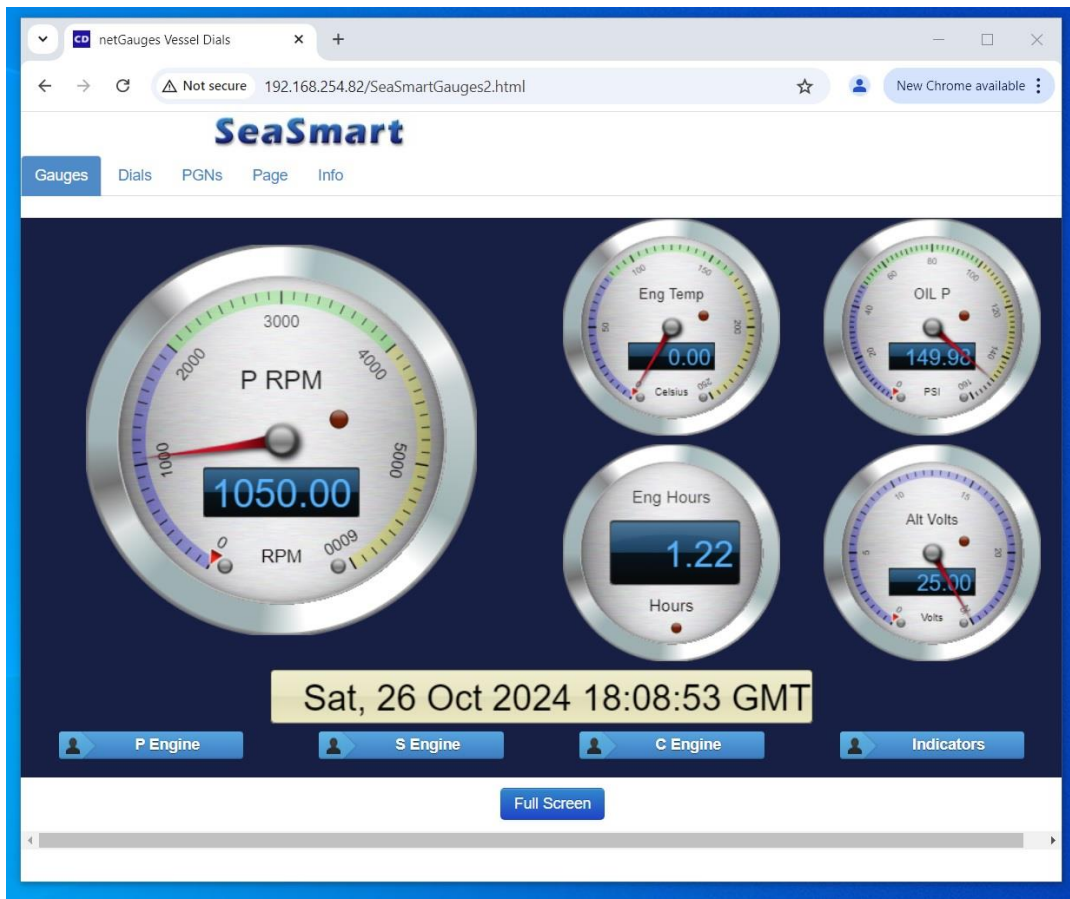 netGauges Vessel Dials
Not secure 192.168.254.82/SeaSmartGauges2.html
New Chrome available
SeaSmart
Gauges Dials PGNs Page Info
P RPM
0 1000 2000 3000 4000 5000 6000
1050.00
RPM
Eng Temp
0 50 100 150 200 250
0.00
Celsius
OIL P
0 20 40 60 80 100 120 140 160
149.98
PSI
Eng Hours
1.22
Hours
Alt Volts
0 5 10 15 20
25.00
Volts
Sat, 26 Oct 2024 18:08:53 GMT
P Engine S Engine C Engine Indicators
Full Screen